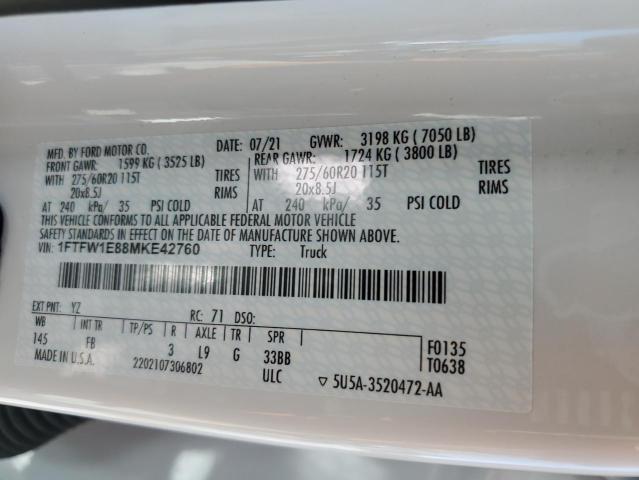 MFD. BY FORD MOTOR CO. DATE: 07/21 GVWR: 3198 KG ( 7050 LB)
FRONT GAWR: 1599 KG ( 3525 LB) REAR GAWR: 1724 KG ( 3800 LB)
WITH 275/60R20 115T TIRES WITH 275/60R20 115T TIRES
20x8.5J RIMS 20x8.5J RIMS
AT 240 kPa/ 35 PSI COLD AT 240 kPa/ 35 PSI COLD
THIS VEHICLE CONFORMS TO ALL APPLICABLE FEDERAL MOTOR VEHICLE
SAFETY STANDARDS IN EFFECT ON THE DATE OF MANUFACTURE SHOWN ABOVE.
VIN: 1FTFW1E88MKE42760 TYPE: Truck
EXT PNT: YZ RC: 71 DSO:
WB INT TR TP/PS R AXLE TR SPR
145 FB 3 L9 G 33BB F0135
MADE IN U.S.A. 2202107306802 ULC T0638
▽ 5U5A-3520472-AA